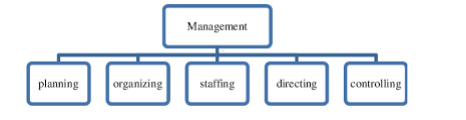 Management
planning organizing staffing directing controlling